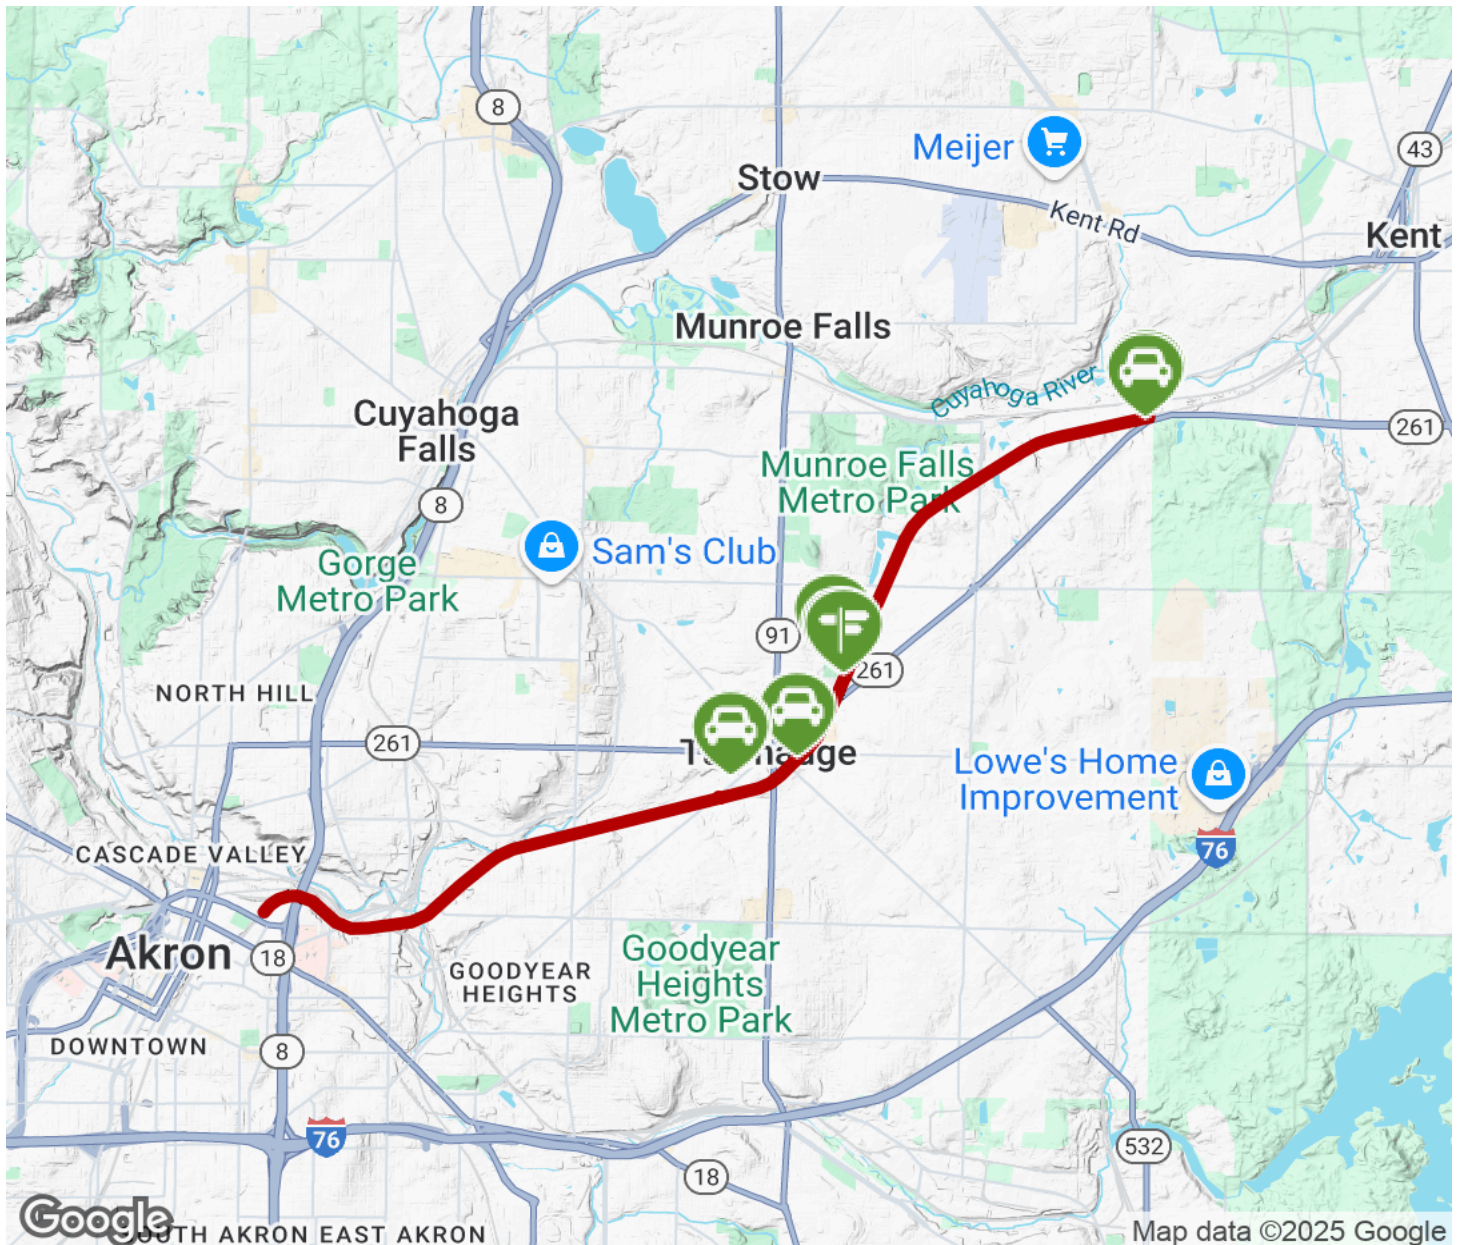 8
Meijer
43
Stow
Kent Rd
Kent
Munroe Falls
Cuyahoga River
Cuyahoga
Falls
261
Munroe Falls
Metro Park
8
Sam's Club
Gorge
Metro Park
91
261
NORTH HILL
261
Lowe's Home
Improvement
76
CASCADE VALLEY
Akron
18
GOODYEAR
HEIGHTS
Goodyear
Heights
Metro Park
DOWNTOWN
8
76
532
18
Google
SOUTH AKRON
EAST AKRON
Map data ©2025 Google